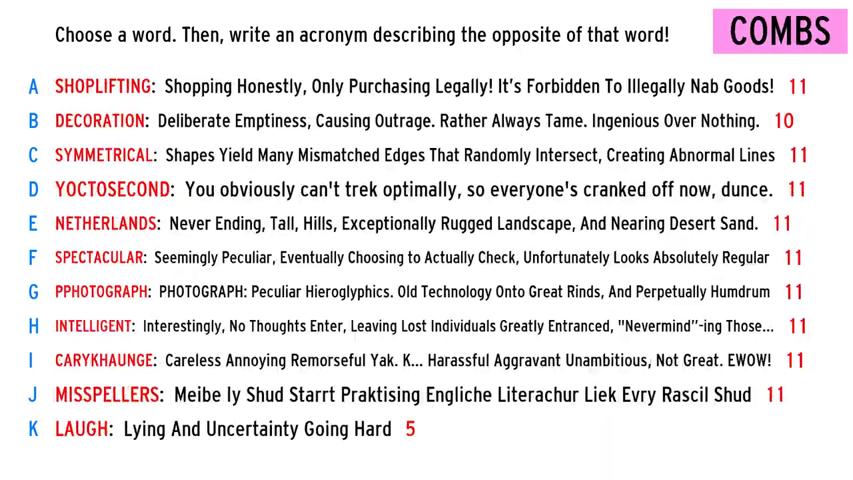 Choose a word. Then, write an acronym describing the opposite of that word!
COMBS
A SHOPLIFTING: Shopping Honestly, Only Purchasing Legally! It's Forbidden To Illegally Nab Goods! 11
B DECORATION: Deliberate Emptiness, Causing Outrage. Rather Always Tame. Ingenious Over Nothing. 10
C SYMMETRICAL: Shapes Yield Many Mismatched Edges That Randomly Intersect, Creating Abnormal Lines 11
D YOCTOSECOND: You obviously can't trek optimally, so everyone's cranked off now, dunce. 11
E NETHERLANDS: Never Ending, Tall, Hills, Exceptionally Rugged Landscape, And Nearing Desert Sand. 11
F SPECTACULAR: Seemingly Peculiar, Eventually Choosing to Actually Check, Unfortunately Looks Absolutely Regular 11
G PPHOTOGRAPH: PHOTOGRAPH: Peculiar Hieroglyphics. Old Technology Onto Great Rinds, And Perpetually Humdrum 11
H INTELLIGENT: Interestingly, No Thoughts Enter, Leaving Lost Individuals Greatly Entranced, "Nevermind"-ing Those... 11
I CARYKHAUNGE: Careless Annoying Remorseful Yak. K... Harassful Aggravant Unambitious, Not Great. EWOW! 11
J MISSPELLERS: Meibe Iy Shud Starrt Praktising Engliche Literachur Liek Evry Rascil Shud 11
K LAUGH: Lying And Uncertainty Going Hard 5